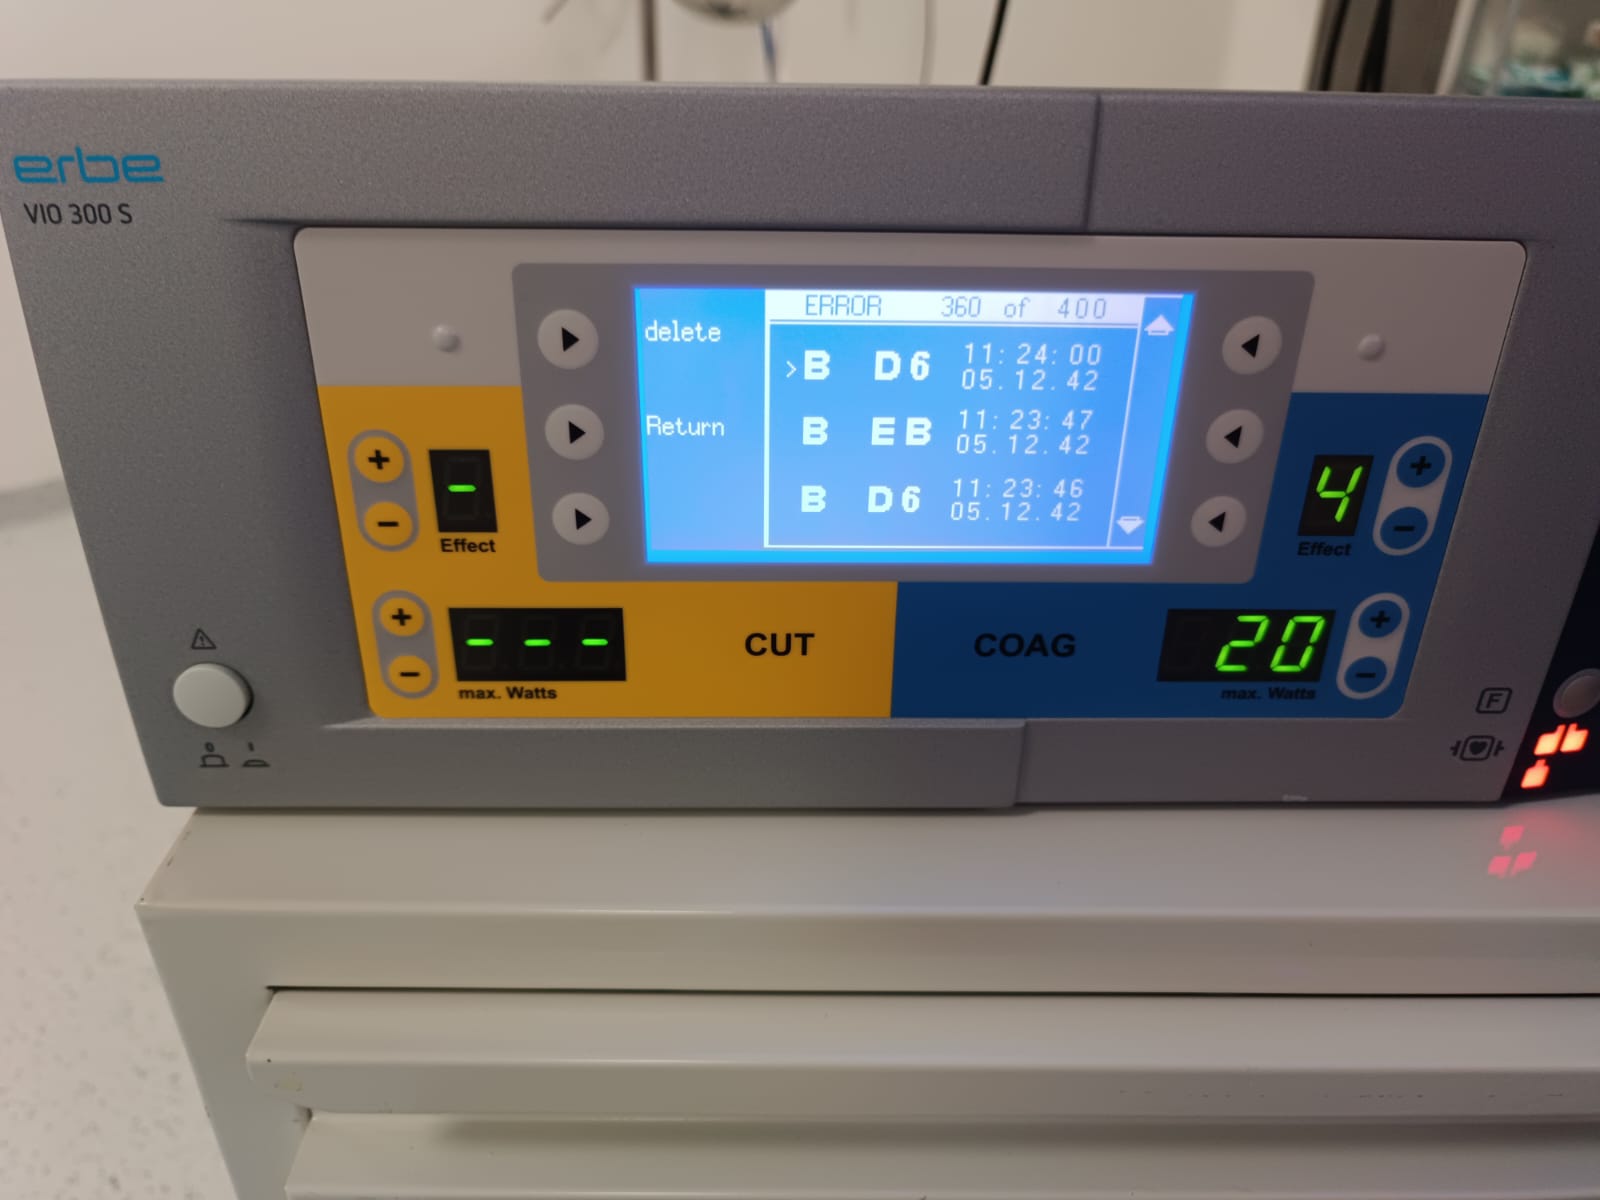 erbe
VIO 300 S
ERROR 360 of 400
delete
>B D6 11:24:00
05.12.42
Return
B EB 11:23:47
05.12.42
B D6 11:23:46
05.12.42
+
-
-
Effect
4
Effect
+
-
+
-
---
max. Watts
CUT
COAG
20
max. Watts
+
-
0 I
F